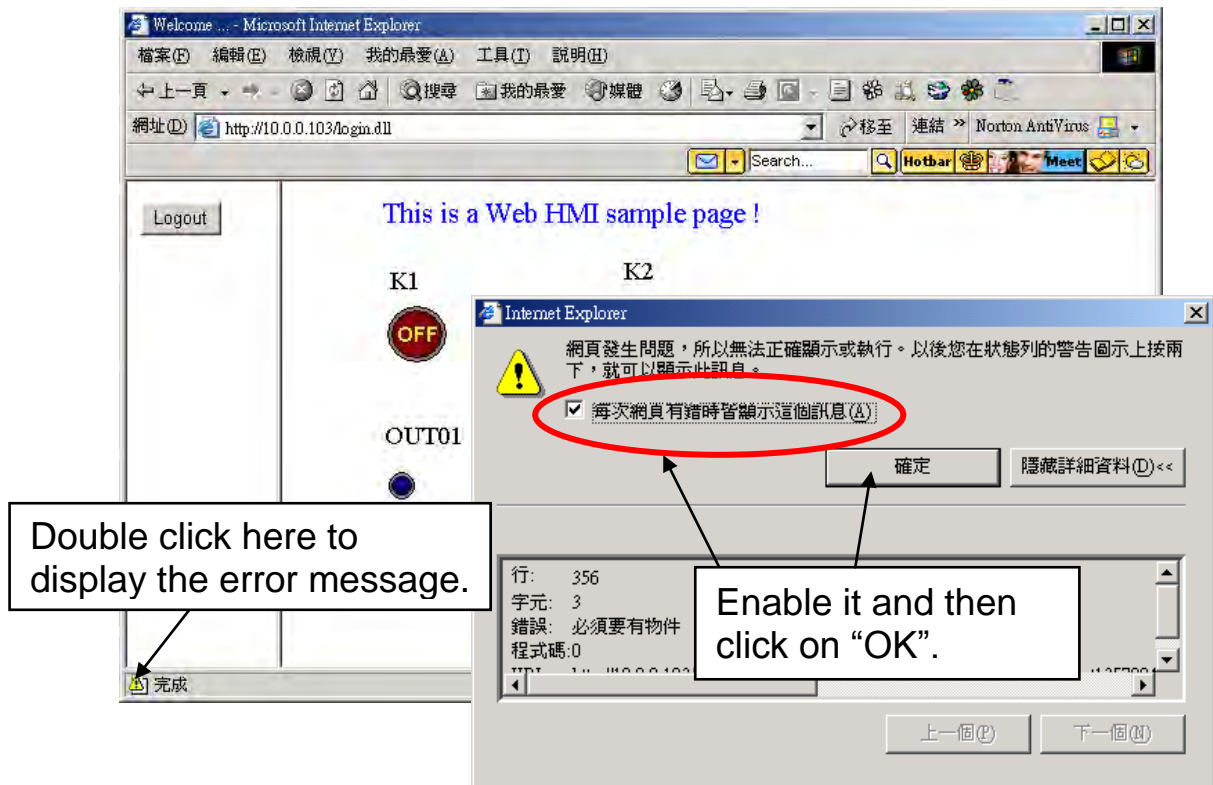 Welcome ... - Microsoft Internet Explorer
檔案(F) 編輯(E) 檢視(V) 我的最愛(A) 工具(T) 說明(H)
上一頁 搜尋 我的最愛 媒體
網址(D) http://10.0.0.103/login.dll 移至 連結 » Norton AntiVirus
Search... Hotbar Meet
Logout
This is a Web HMI sample page !
K1
K2
OFF
OUT01
Internet Explorer
網頁發生問題，所以無法正確顯示或執行。以後您在狀態列的警告圖示上按兩
下，就可以顯示此訊息。
每次網頁有錯時皆顯示這個訊息(A)
確定
隱藏詳細資料(D)<<
Double click here to
display the error message.
行: 356
字元: 3
錯誤: 必須要有物件
程式碼:0
Enable it and then
click on “OK”.
完成
上一個(P)
下一個(N)